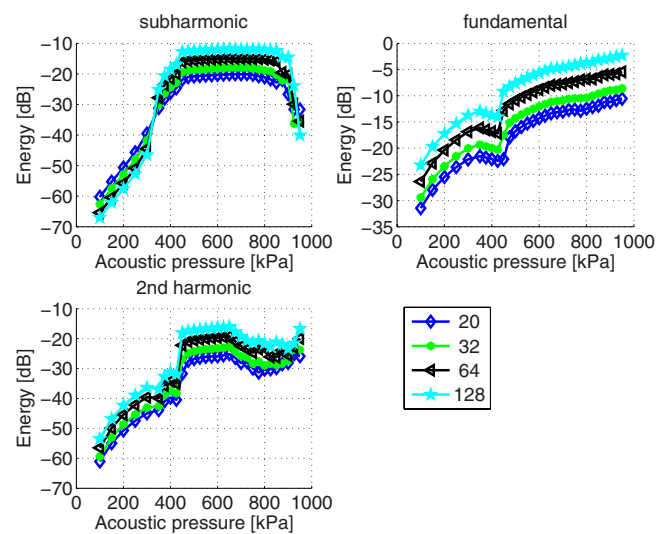 subharmonic
Energy [dB]
−10
−20
−30
−40
−50
−60
−70
0 200 400 600 800 1000
Acoustic pressure [kPa]
fundamental
Energy [dB]
0
−5
−10
−15
−20
−25
−30
−35
0 200 400 600 800 1000
Acoustic pressure [kPa]
2nd harmonic
Energy [dB]
−10
−20
−30
−40
−50
−60
−70
0 200 400 600 800 1000
Acoustic pressure [kPa]
20
32
64
128